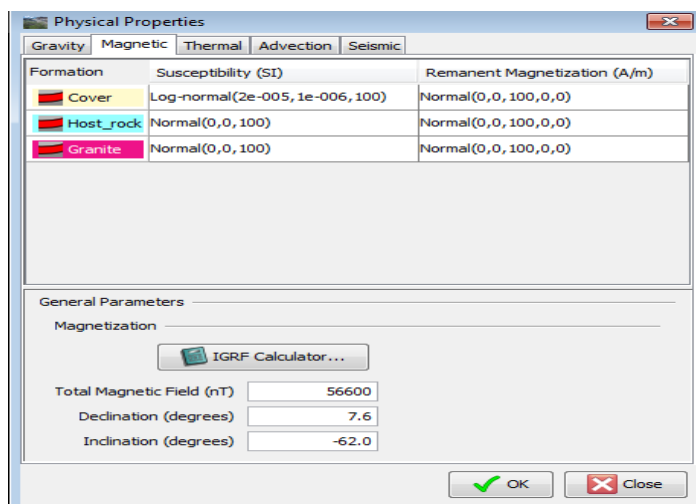 Physical Properties
Gravity Magnetic Thermal Advection Seismic
Formation Susceptibility (SI) Remanent Magnetization (A/m)
Cover Log-normal(2e-005,1e-006,100) Normal(0,0,100,0,0)
Host_rock Normal(0,0,100) Normal(0,0,100,0,0)
Granite Normal(0,0,100) Normal(0,0,100,0,0)
General Parameters
Magnetization
IGRF Calculator...
Total Magnetic Field (nT) 56600
Declination (degrees) 7.6
Inclination (degrees) -62.0
OK Close